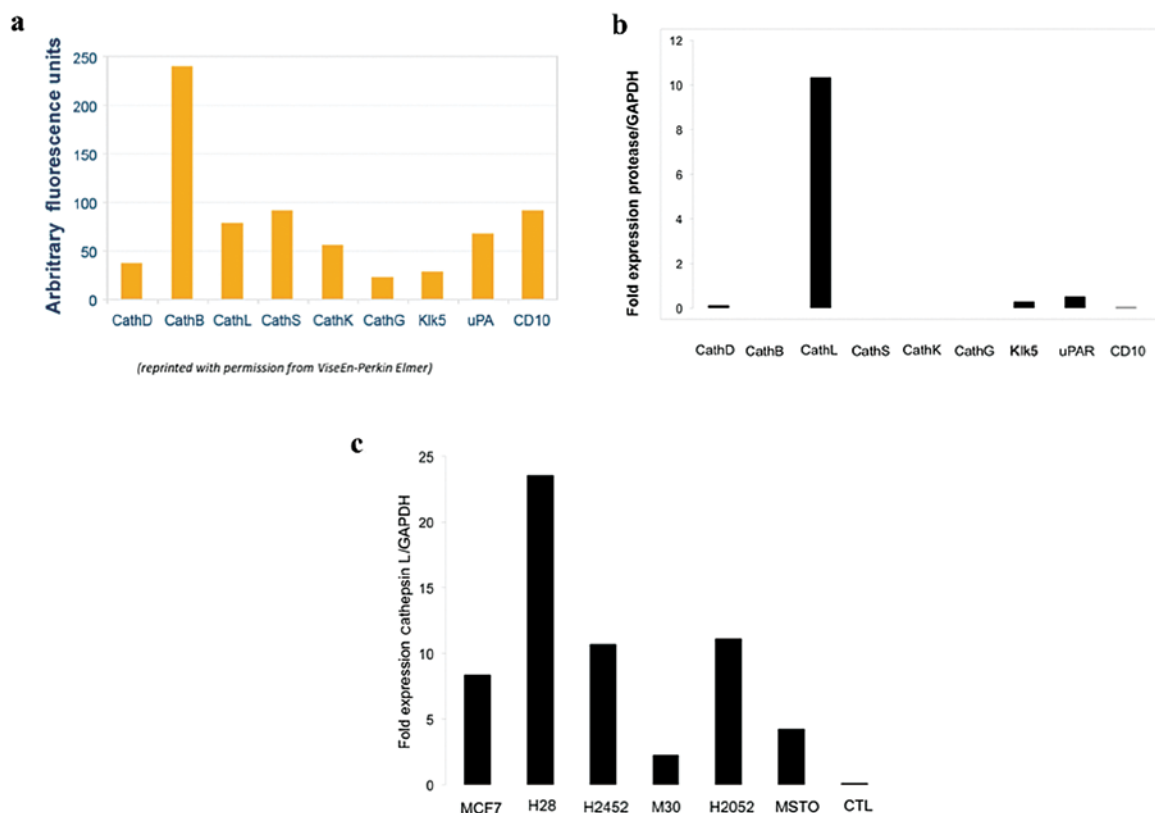 a
Arbritrary fluorescence units
250
200
150
100
50
0
CathD CathB CathL CathS CathK CathG Klk5 uPA CD10
(reprinted with permission from ViseEn-Perkin Elmer)
b
Fold expression protease/GAPDH
12
10
8
6
4
2
0
CathD CathB CathL CathS CathK CathG Klk5 uPAR CD10
c
Fold expression cathepsin L/GAPDH
25
20
15
10
5
0
MCF7 H28 H2452 M30 H2052 MSTO CTL